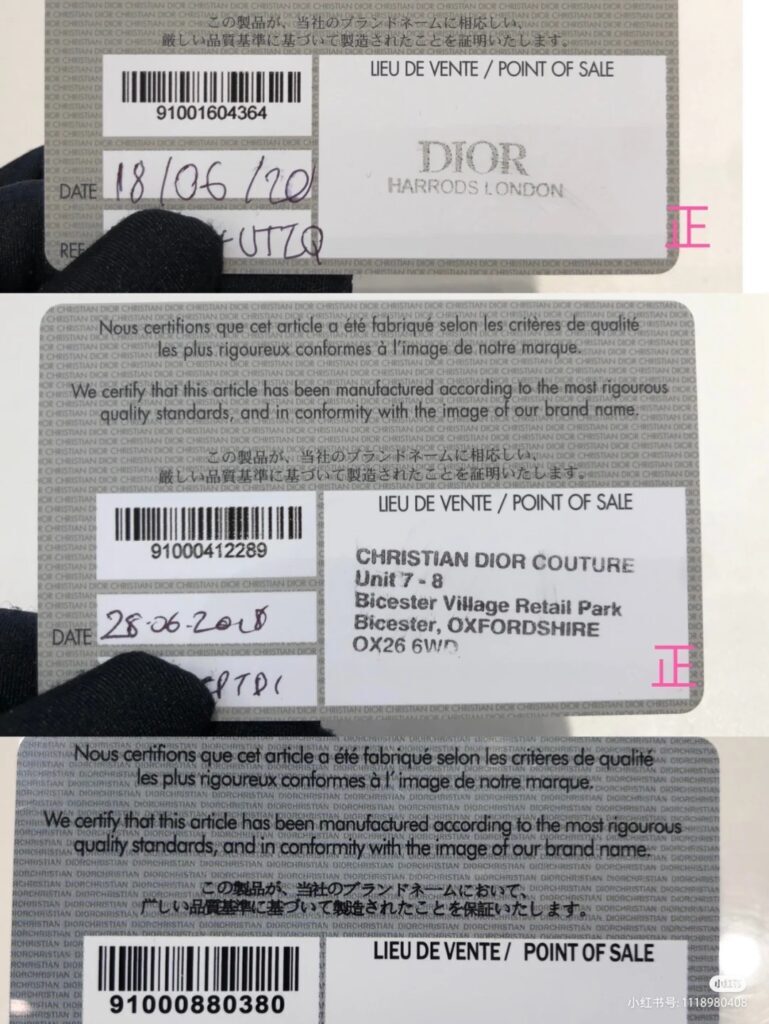 この製品が、当社のブランドネームに相応しい、
厳しい品質基準に基づいて製造されたことを証明いたします。
LIEU DE VENTE / POINT OF SALE
91001604364
DIOR
HARRODS LONDON
DATE 18/06/20
REF UTZQ
正
Nous certifions que cet article a été fabriqué selon les critères de qualité
les plus rigoureux conformes à l'image de notre marque.
We certify that this article has been manufactured according to the most rigourous
quality standards, and in conformity with the image of our brand name.
この製品が、当社のブランドネームに相応しい、
厳しい品質基準に基づいて製造されたことを証明いたします。
LIEU DE VENTE / POINT OF SALE
91000412289
CHRISTIAN DIOR COUTURE
Unit 7 - 8
Bicester Village Retail Park
Bicester, OXFORDSHIRE
OX26 6WD
DATE 28-06-2018
正
Nous certifions que cet article a été fabriqué selon les critères de qualité
les plus rigoureux conformes à l' image de notre marque.
We certify that this article has been manufactured according to the most rigourous
quality standards, and in conformity with the image of our brand name.
この製品が、当社のブランドネームにおいて、
厳しい品質基準に基づいて製造されたことを保証いたします。
LIEU DE VENTE / POINT OF SALE
91000880380
小红书
小红书号: 1118980408